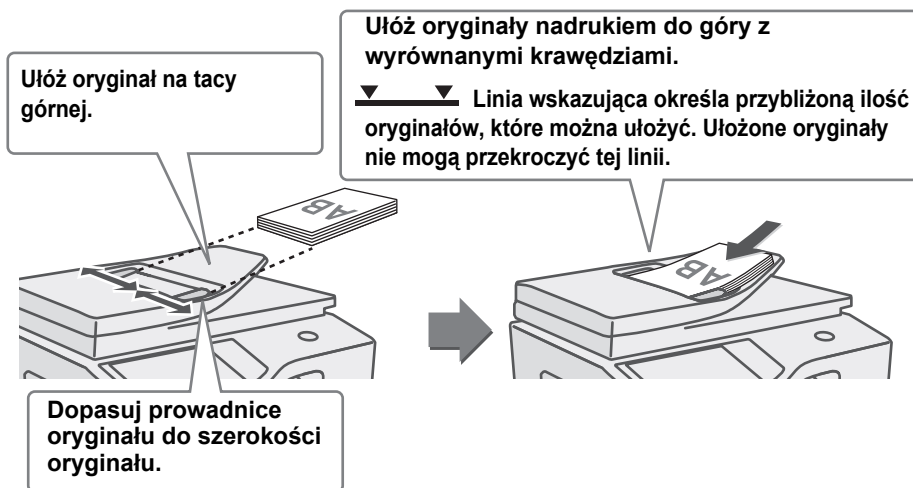 Ułóż oryginał na tacy
górnej.
Dopasuj prowadnice
oryginału do szerokości
oryginału.
Ułóż oryginały nadrukiem do góry z
wyrównanymi krawędziami.
Linia wskazująca określa przybliżoną ilość
oryginałów, które można ułożyć. Ułożone oryginały
nie mogą przekroczyć tej linii.
AB
AB